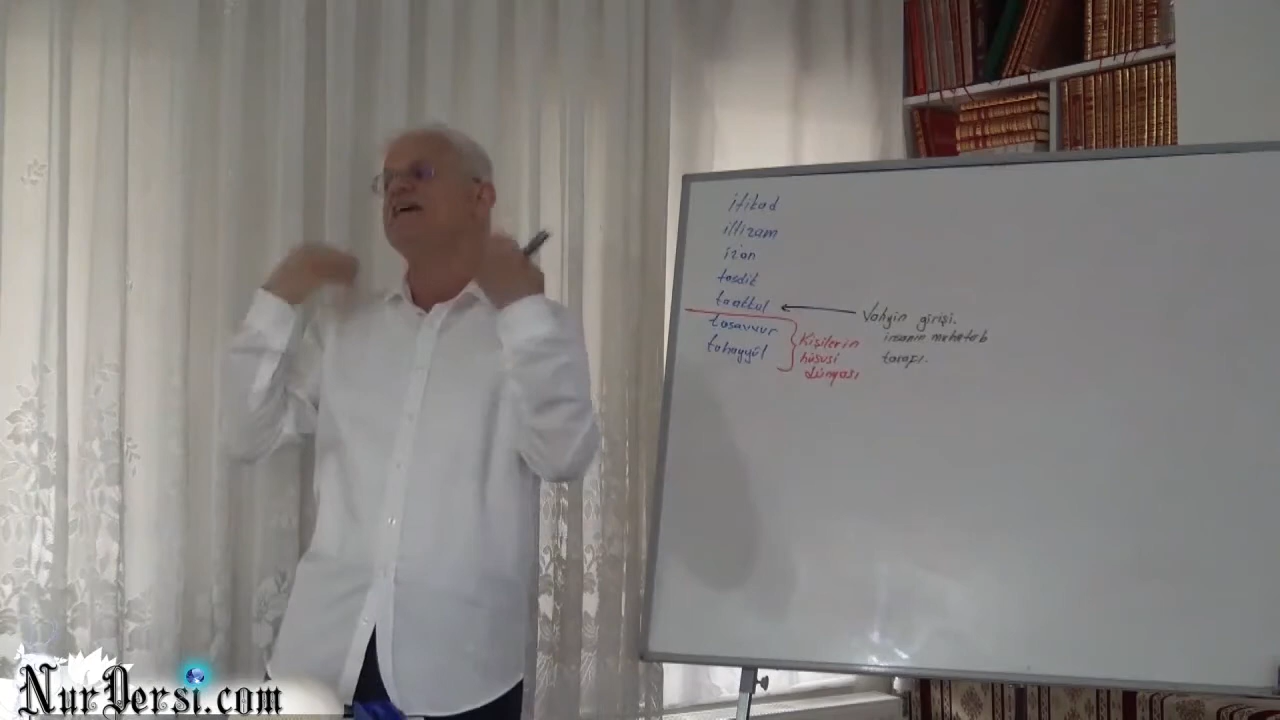 itikad
iltizam
iz'an
tasdik
taakkul
tasavvur
tahayyül
Kişilerin
hususi
dünyası
Vahyin girişi.
insanın muhatab
tarafı.
NurDersi.com